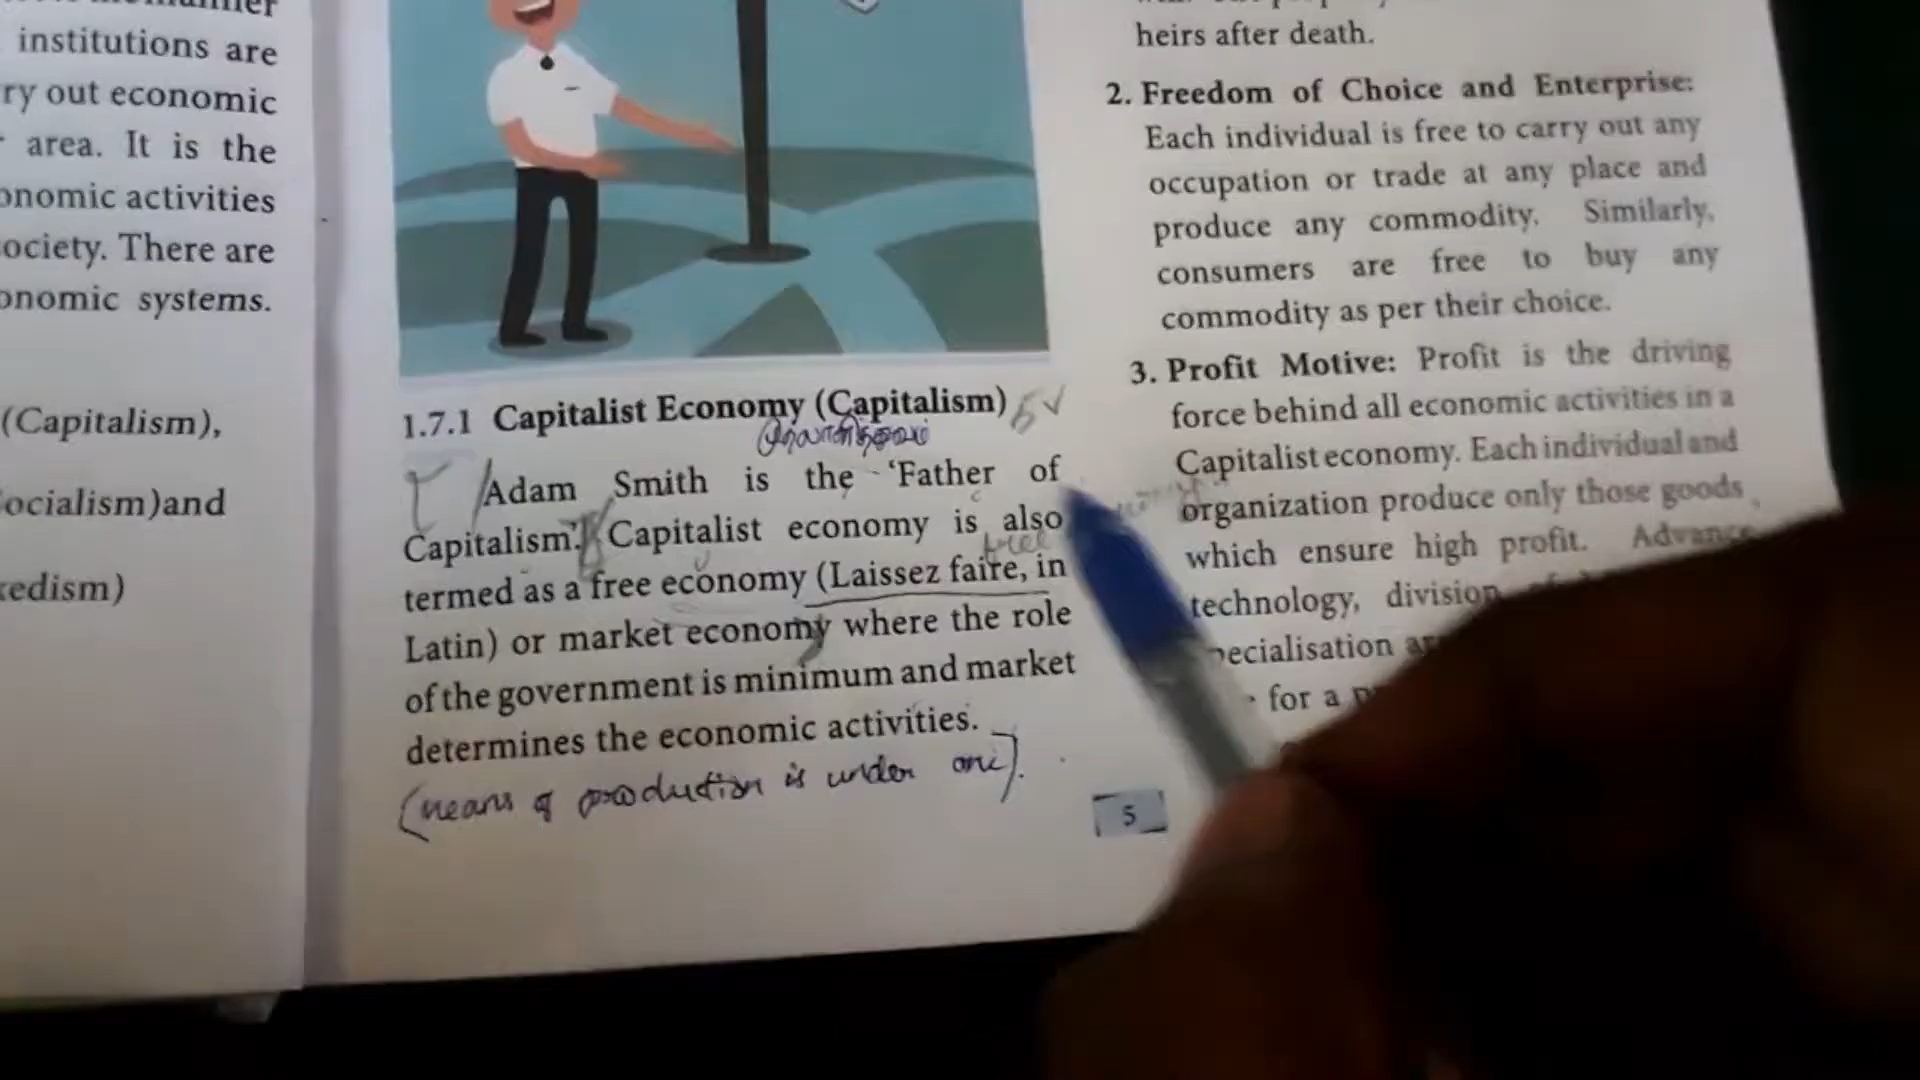 institutions are
ry out economic
area. It is the
onomic activities
ociety. There are
onomic systems.
(Capitalism),
ocialism)and
xedism)
1.7.1 Capitalist Economy (Capitalism)
முதலாளித்துவம்
Adam Smith is the 'Father of
Capitalism'. Capitalist economy is also
free
termed as a free economy (Laissez faire, in
Latin) or market economy where the role
of the government is minimum and market
determines the economic activities.
(means of production is under one).
heirs after death.
2. Freedom of Choice and Enterprise:
Each individual is free to carry out any
occupation or trade at any place and
produce any commodity. Similarly,
consumers are free to buy any
commodity as per their choice.
3. Profit Motive: Profit is the driving
force behind all economic activities in a
Capitalist economy. Each individual and
organization produce only those goods
which ensure high profit. Advance
technology, division
pecialisation
for a
5